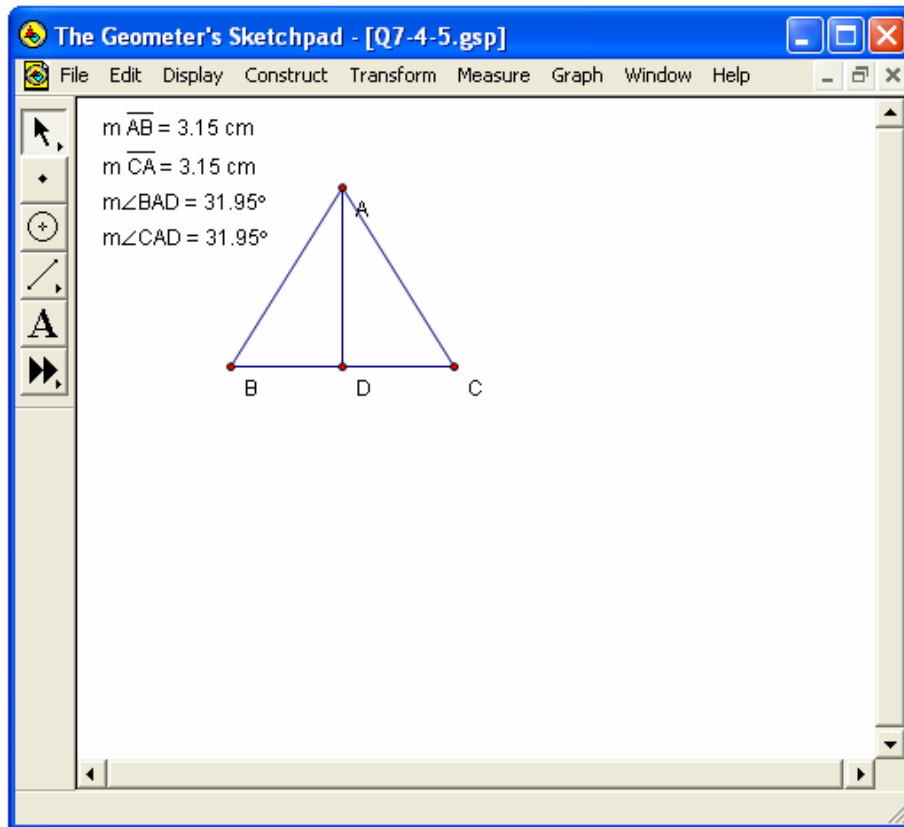 The Geometer's Sketchpad - [Q7-4-5.gsp]
File Edit Display Construct Transform Measure Graph Window Help
m AB = 3.15 cm
m CA = 3.15 cm
m∠BAD = 31.95°
m∠CAD = 31.95°
A
A
B D C